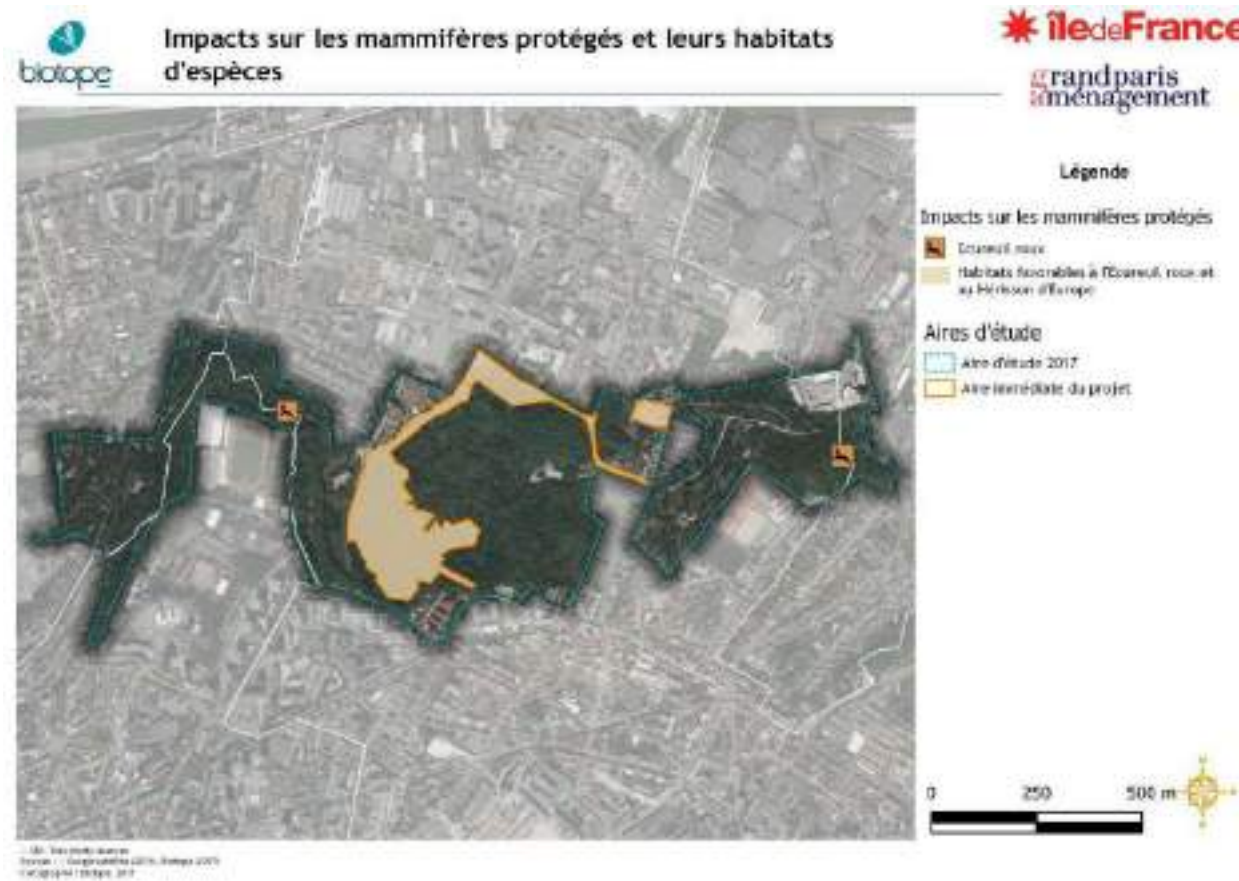 biotope
Impacts sur les mammifères protégés et leurs habitats
d'espèces
îledeFrance
grandparis
aménagement
Légende
Impacts sur les mammifères protégés
Ecureuil roux
Habitats favorables à l'Ecureuil roux et
au Hérisson d'Europe
Aires d'étude
Aire d'étude 2017
Aire immédiate du projet
0 250 500 m